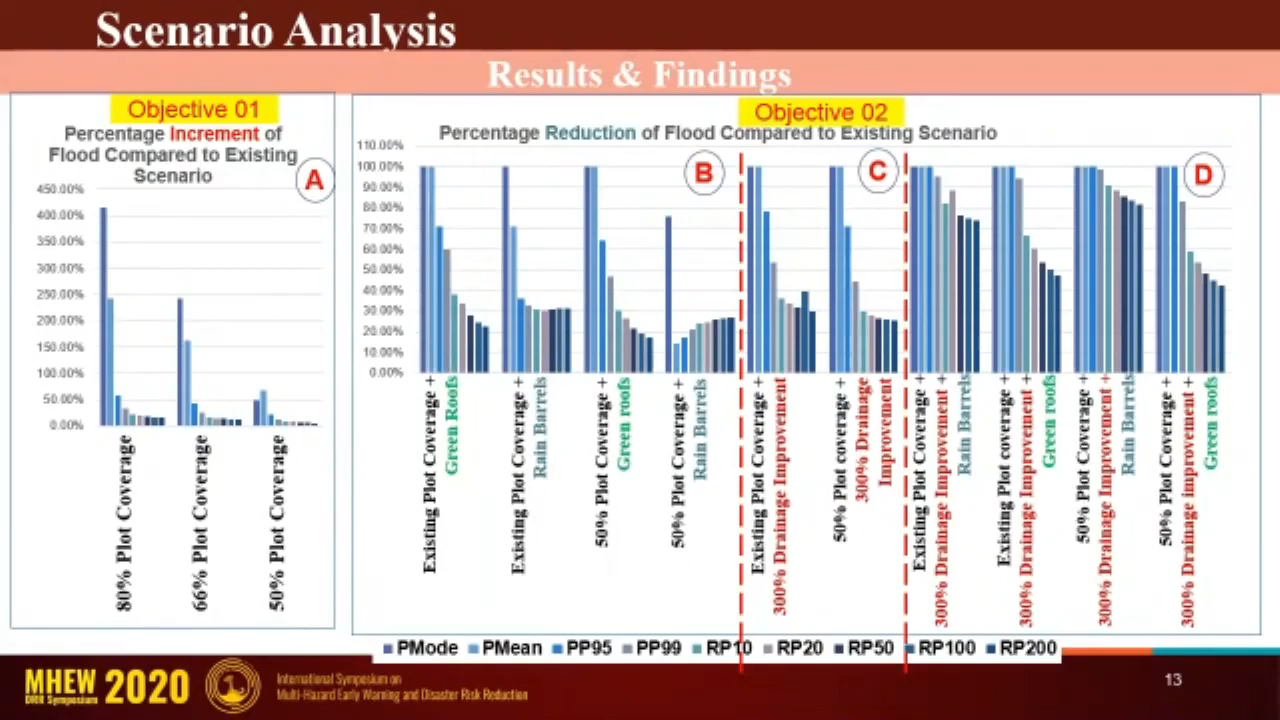 Scenario Analysis
Results & Findings
Objective 01
Percentage Increment of
Flood Compared to Existing
Scenario
A
450.00%
400.00%
350.00%
300.00%
250.00%
200.00%
150.00%
100.00%
50.00%
0.00%
80% Plot Coverage
66% Plot Coverage
50% Plot Coverage
Objective 02
Percentage Reduction of Flood Compared to Existing Scenario
B
C
D
110.00%
100.00%
90.00%
80.00%
70.00%
60.00%
50.00%
40.00%
30.00%
20.00%
10.00%
0.00%
Existing Plot Coverage +
Green Roofs
Existing Plot Coverage +
Rain Barrels
50% Plot Coverage +
Green roofs
50% Plot Coverage +
Rain Barrels
Existing Plot Coverage +
300% Drainage Improvement
50% Plot coverage +
300% Drainage
Improvement
Existing Plot Coverage +
300% Drainage Improvement +
Rain Barrels
Existing Plot coverage +
300% Drainage Improvement +
Green roofs
50% Plot Coverage +
300% Drainage Improvement +
Rain Barrels
50% Plot Coverage +
300% Drainage improvement +
Green roofs
PMode PMean PP95 PP99 RP10 RP20 RP50 RP100 RP200
MHEW 2020
DRR Symposium
International Symposium on
Multi-Hazard Early Warning and Disaster Risk Reduction
13